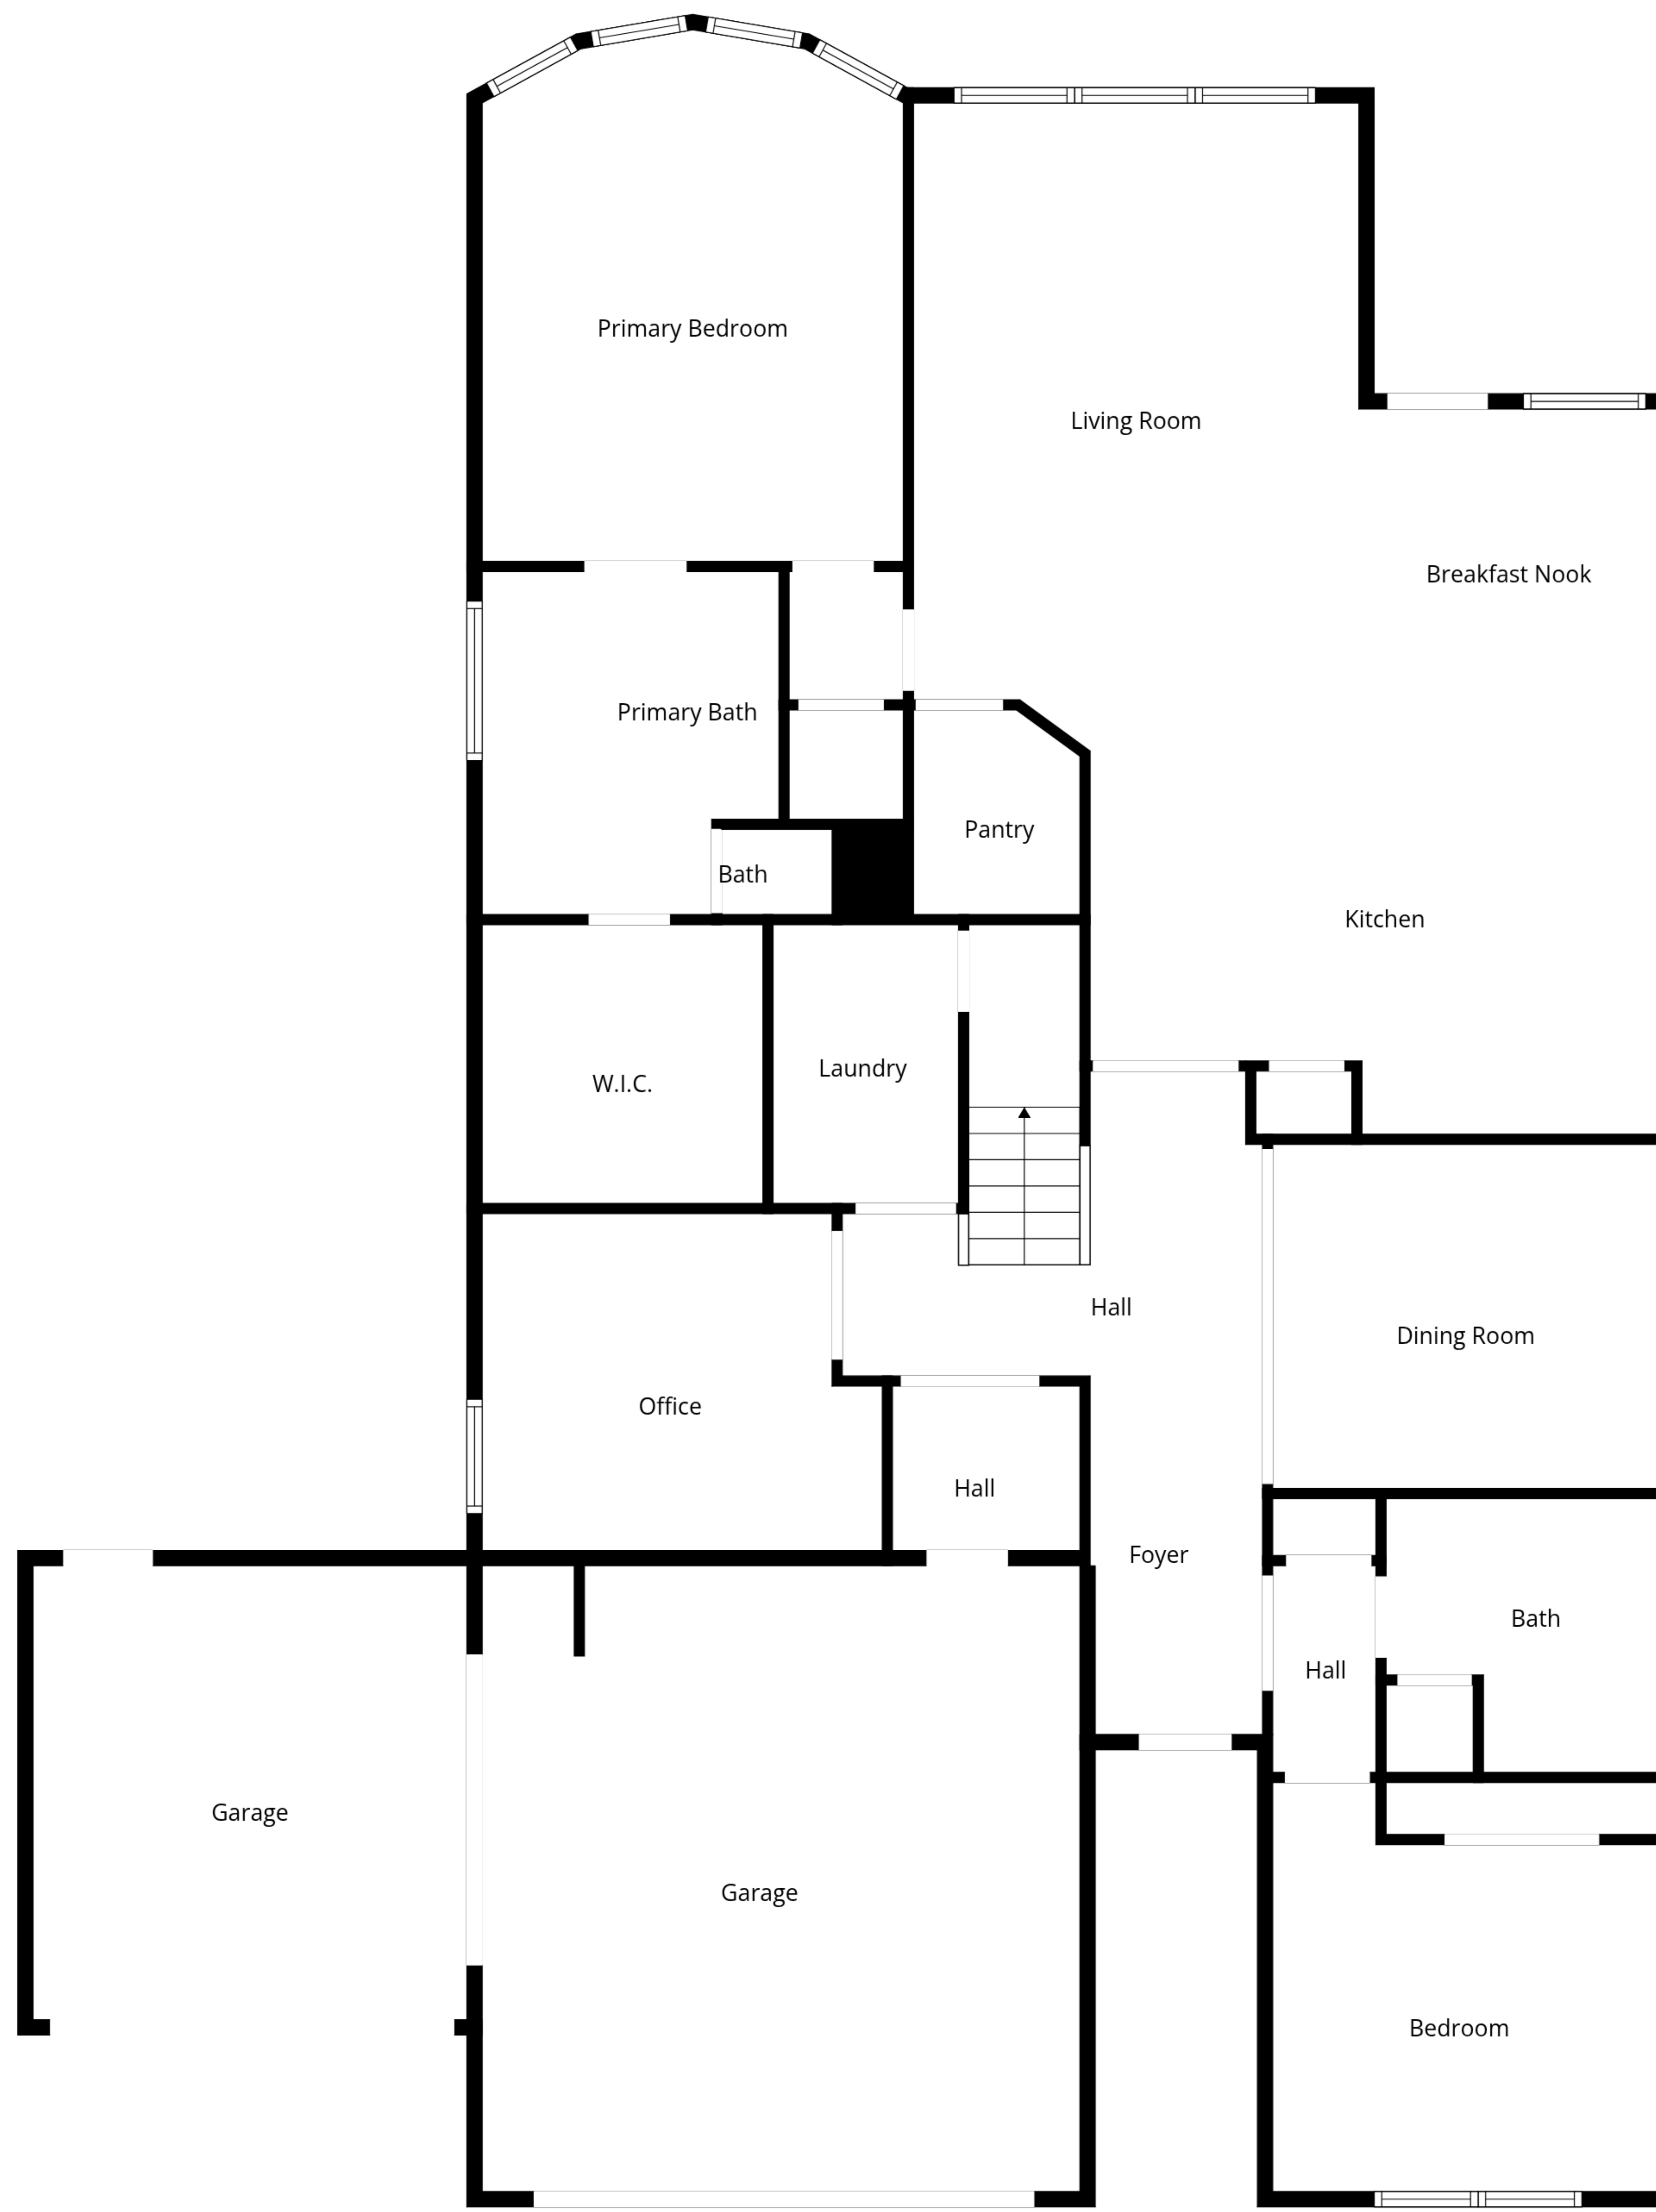 Primary Bedroom
Living Room
Breakfast Nook
Primary Bath
Pantry
Bath
Kitchen
Laundry
W.I.C.
Hall
Dining Room
Office
Hall
Foyer
Bath
Hall
Garage
Garage
Bedroom